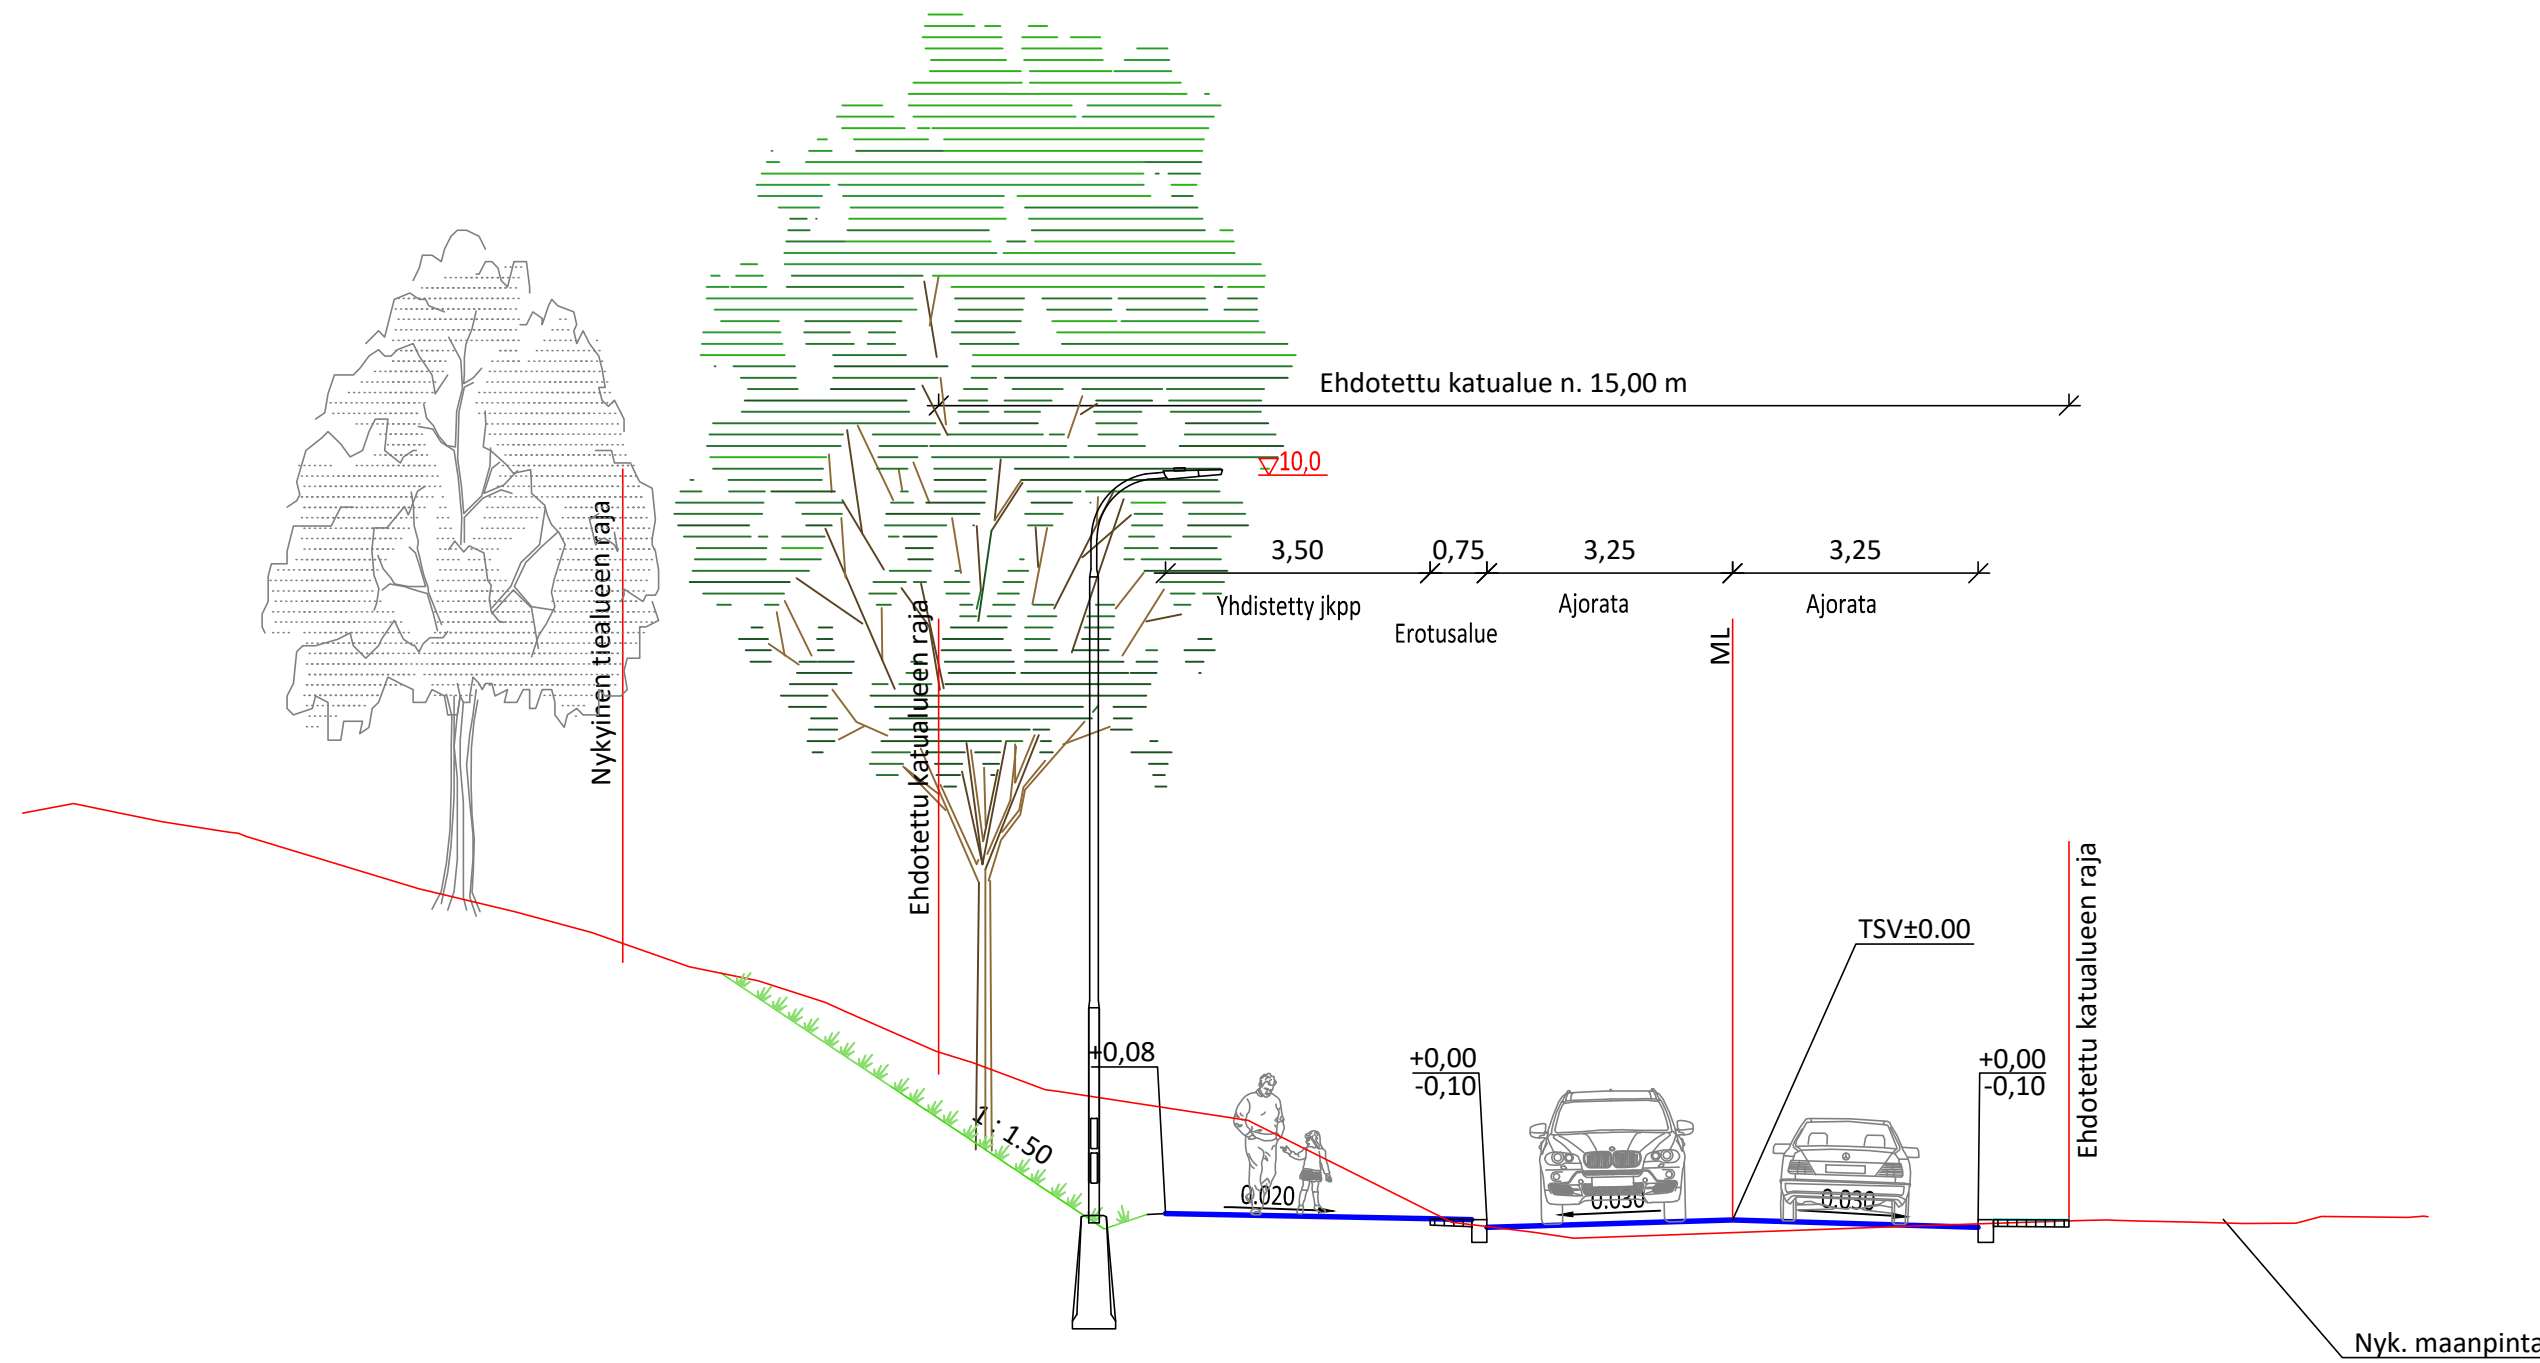 Ehdotettu katualue n. 15,00 m
10,0
3,50
0,75
3,25
3,25
Yhdistetty jkpp
Erotusalue
Ajorata
Ajorata
Nykyinen tiealueen raja
Ehdotettu katualueen raja
ML
TSV±0.00
Ehdotettu katualueen raja
+0,08
+0,00
-0,10
+0,00
-0,10
1 : 1.50
0.020
0.030
0.030
Nyk. maanpinta